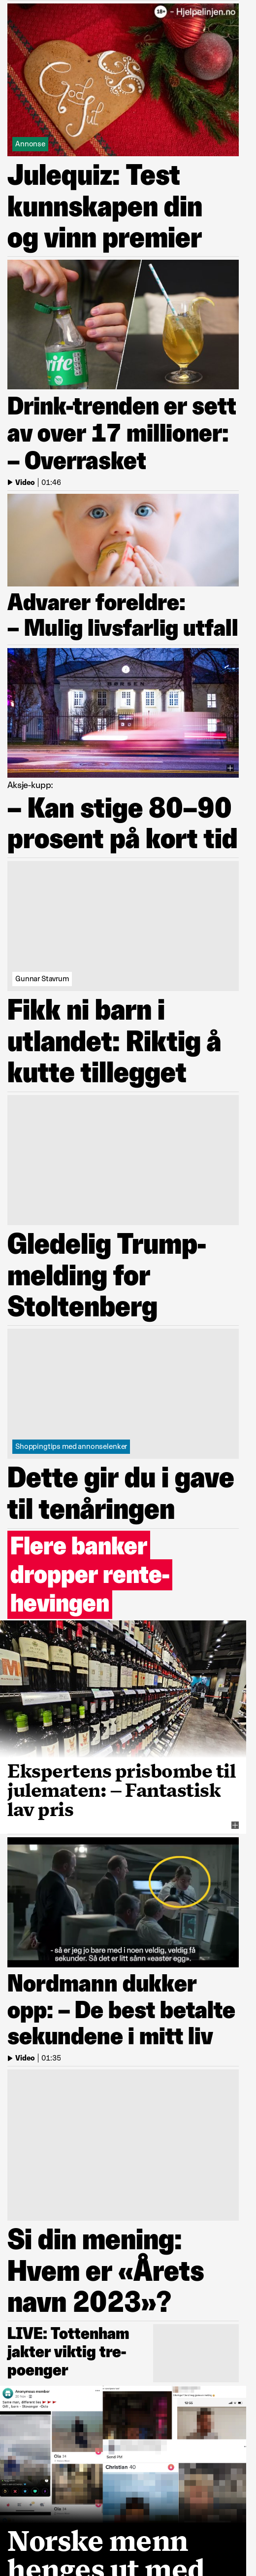 18+ - Hjelpelinjen.no
God Jul
Annonse
Julequiz: Test
kunnskapen din
og vinn premier
Drink-trenden er sett
av over 17 millioner:
– Overrasket
Video | 01:46
Advarer foreldre:
– Mulig livsfarlig utfall
Aksje-kupp:
– Kan stige 80–90
prosent på kort tid
Gunnar Stavrum
Fikk ni barn i
utlandet: Riktig å
kutte tillegget
Gledelig Trump-
melding for
Stoltenberg
Shoppingtips med annonselenker
Dette gir du i gave
til tenåringen
Flere banker
dropper rente-
hevingen
Ekspertens prisbombe til
julematen: – Fantastisk
lav pris
- så er jeg jo bare med i noen veldig, veldig få
sekunder. Så det er litt sånn «easter egg».
Nordmann dukker
opp: – De best betalte
sekundene i mitt liv
Video | 01:35
Si din mening:
Hvem er «Årets
navn 2023»?
LIVE: Tottenham
jakter viktig tre-
poenger
Anonymous member
Christian 40
Norske menn
henges ut med